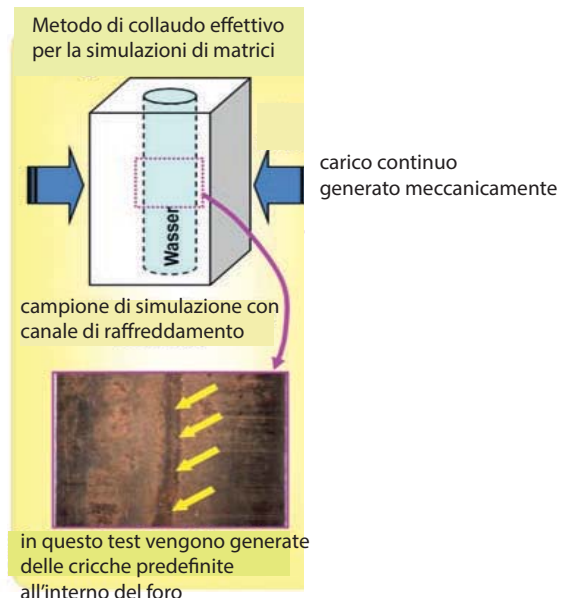 Metodo di collaudo effettivo
per la simulazioni di matrici
carico continuo
generato meccanicamente
Wasser
campione di simulazione con
canale di raffreddamento
in questo test vengono generate
delle cricche predefinite
all'interno del foro